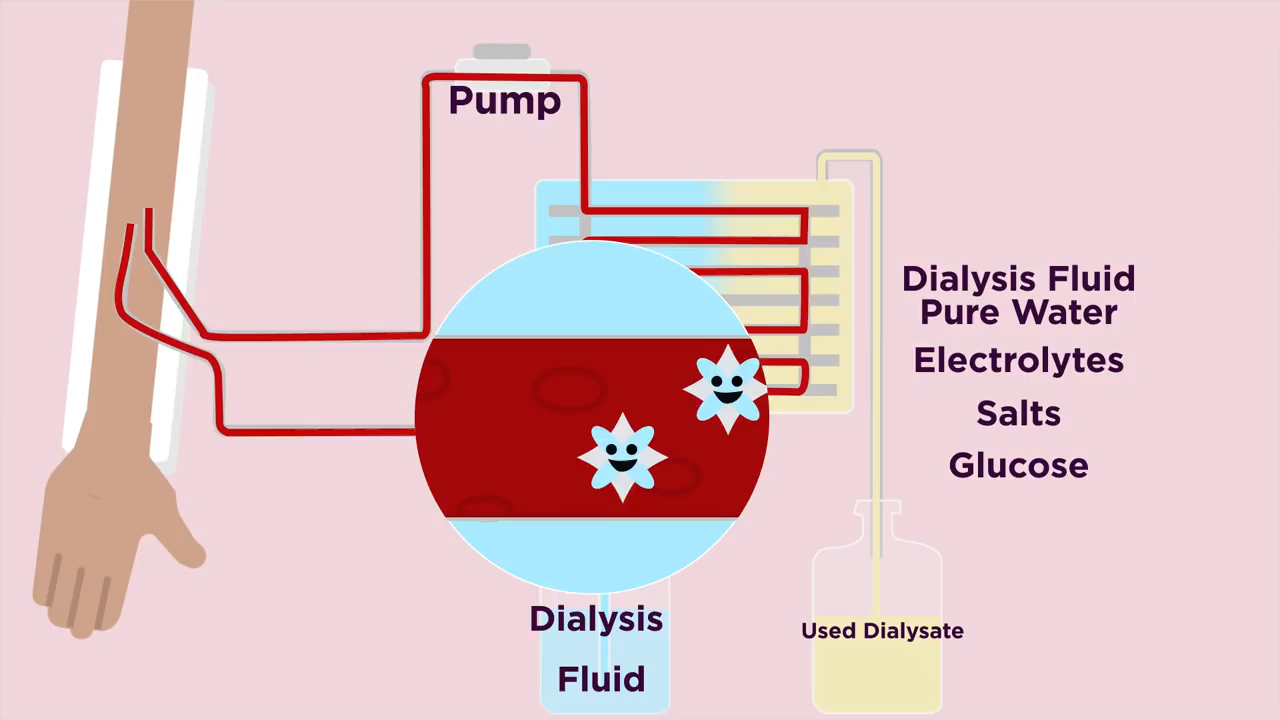 Pump
Dialysis Fluid
Pure Water
Electrolytes
Salts
Glucose
Dialysis
Fluid
Used Dialysate